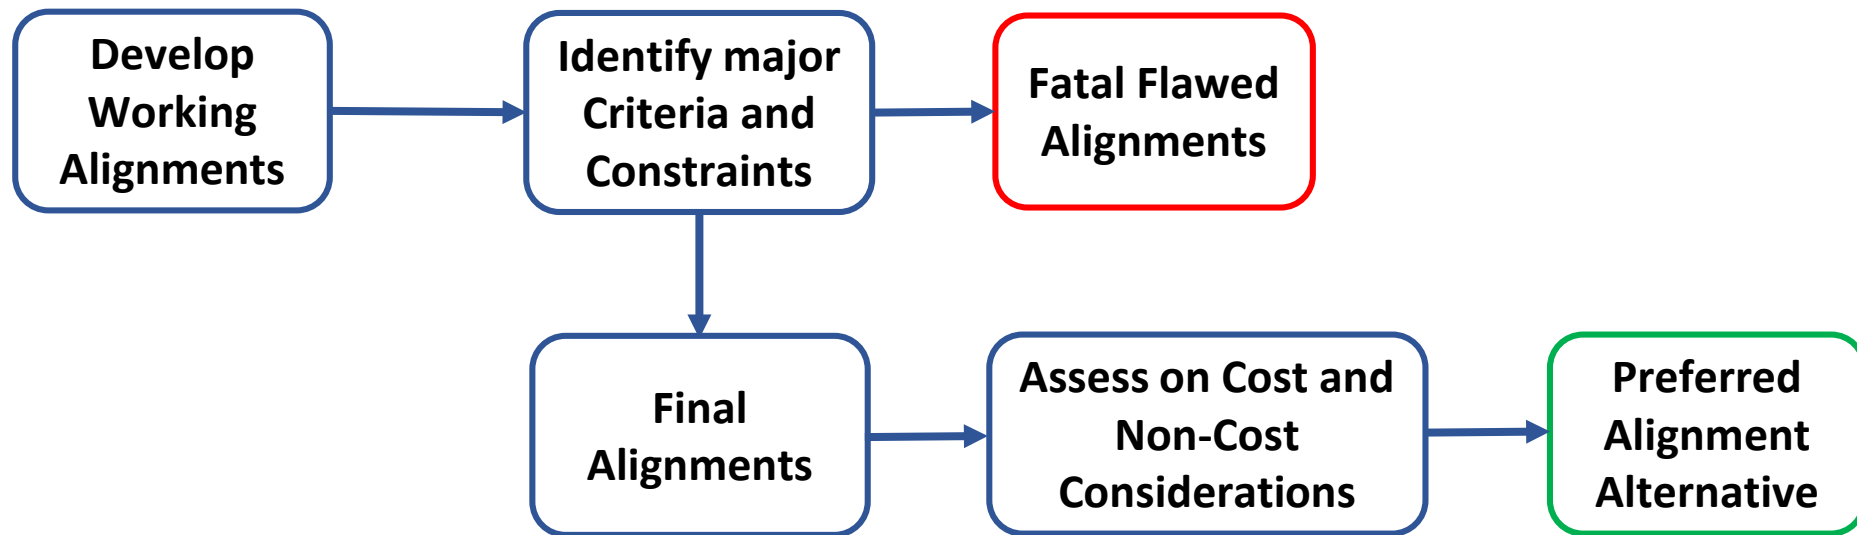 Develop
Working
Alignments
Identify major
Criteria and
Constraints
Fatal Flawed
Alignments
Final
Alignments
Assess on Cost and
Non-Cost
Considerations
Preferred
Alignment
Alternative